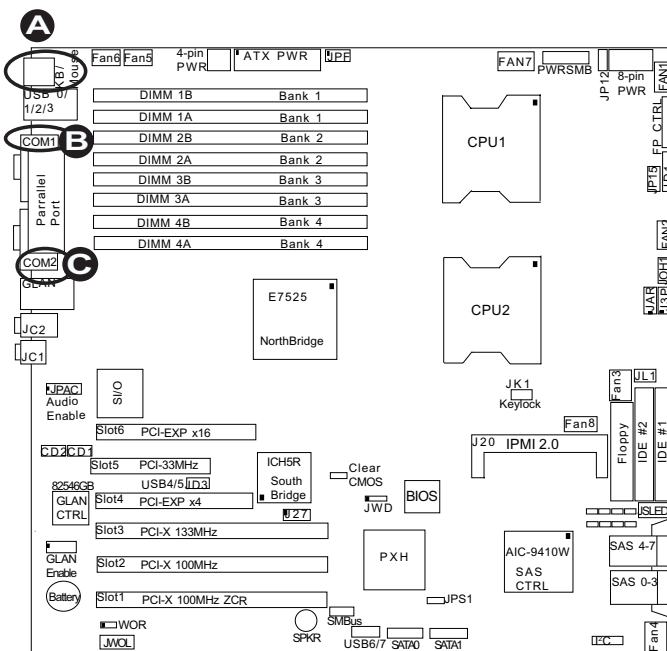 A
Fan6 Fan5
4-pin
PWR
ATX PWR
JPF
FAN7
PWRSMB
JP12
8-pin
PWR
FAN1
KB/
Mouse
USB 0/
1/2/3
FP CTRL
DIMM 1B Bank 1
DIMM 1A Bank 1
DIMM 2B Bank 2
DIMM 2A Bank 2
DIMM 3B Bank 3
DIMM 3A Bank 3
DIMM 4B Bank 4
DIMM 4A Bank 4
COM1
B
Parrallel
Port
COM2
C
GLAN
CPU1
JP15
FAN2
JOH1
JAR
J3P
CPU2
E7525
NorthBridge
JC2
JC1
JK1
Keylock
Fan3
JL1
JPAC
Audio
Enable
SI/O
Fan8
Floppy
IDE #2
IDE #1
Slot6 PCI-EXP x16
J20 IPMI 2.0
CD2 CD1
Slot5 PCI-33MHz
ICH5R
South
Bridge
Clear
CMOS
82546GB
GLAN
CTRL
USB4/5 JD3
Slot4 PCI-EXP x4
JWD
BIOS
J27
JSLED
Slot3 PCI-X 133MHz
GLAN
Enable
Slot2 PCI-X 100MHz
PXH
AIC-9410W
SAS
CTRL
SAS 4-7
SAS 0-3
Battery
Slot1 PCI-X 100MHz ZCR
JPS1
WOR
JWOL
SPKR
SMBus
USB6/7
SATA0
SATA1
I²C
Fan4